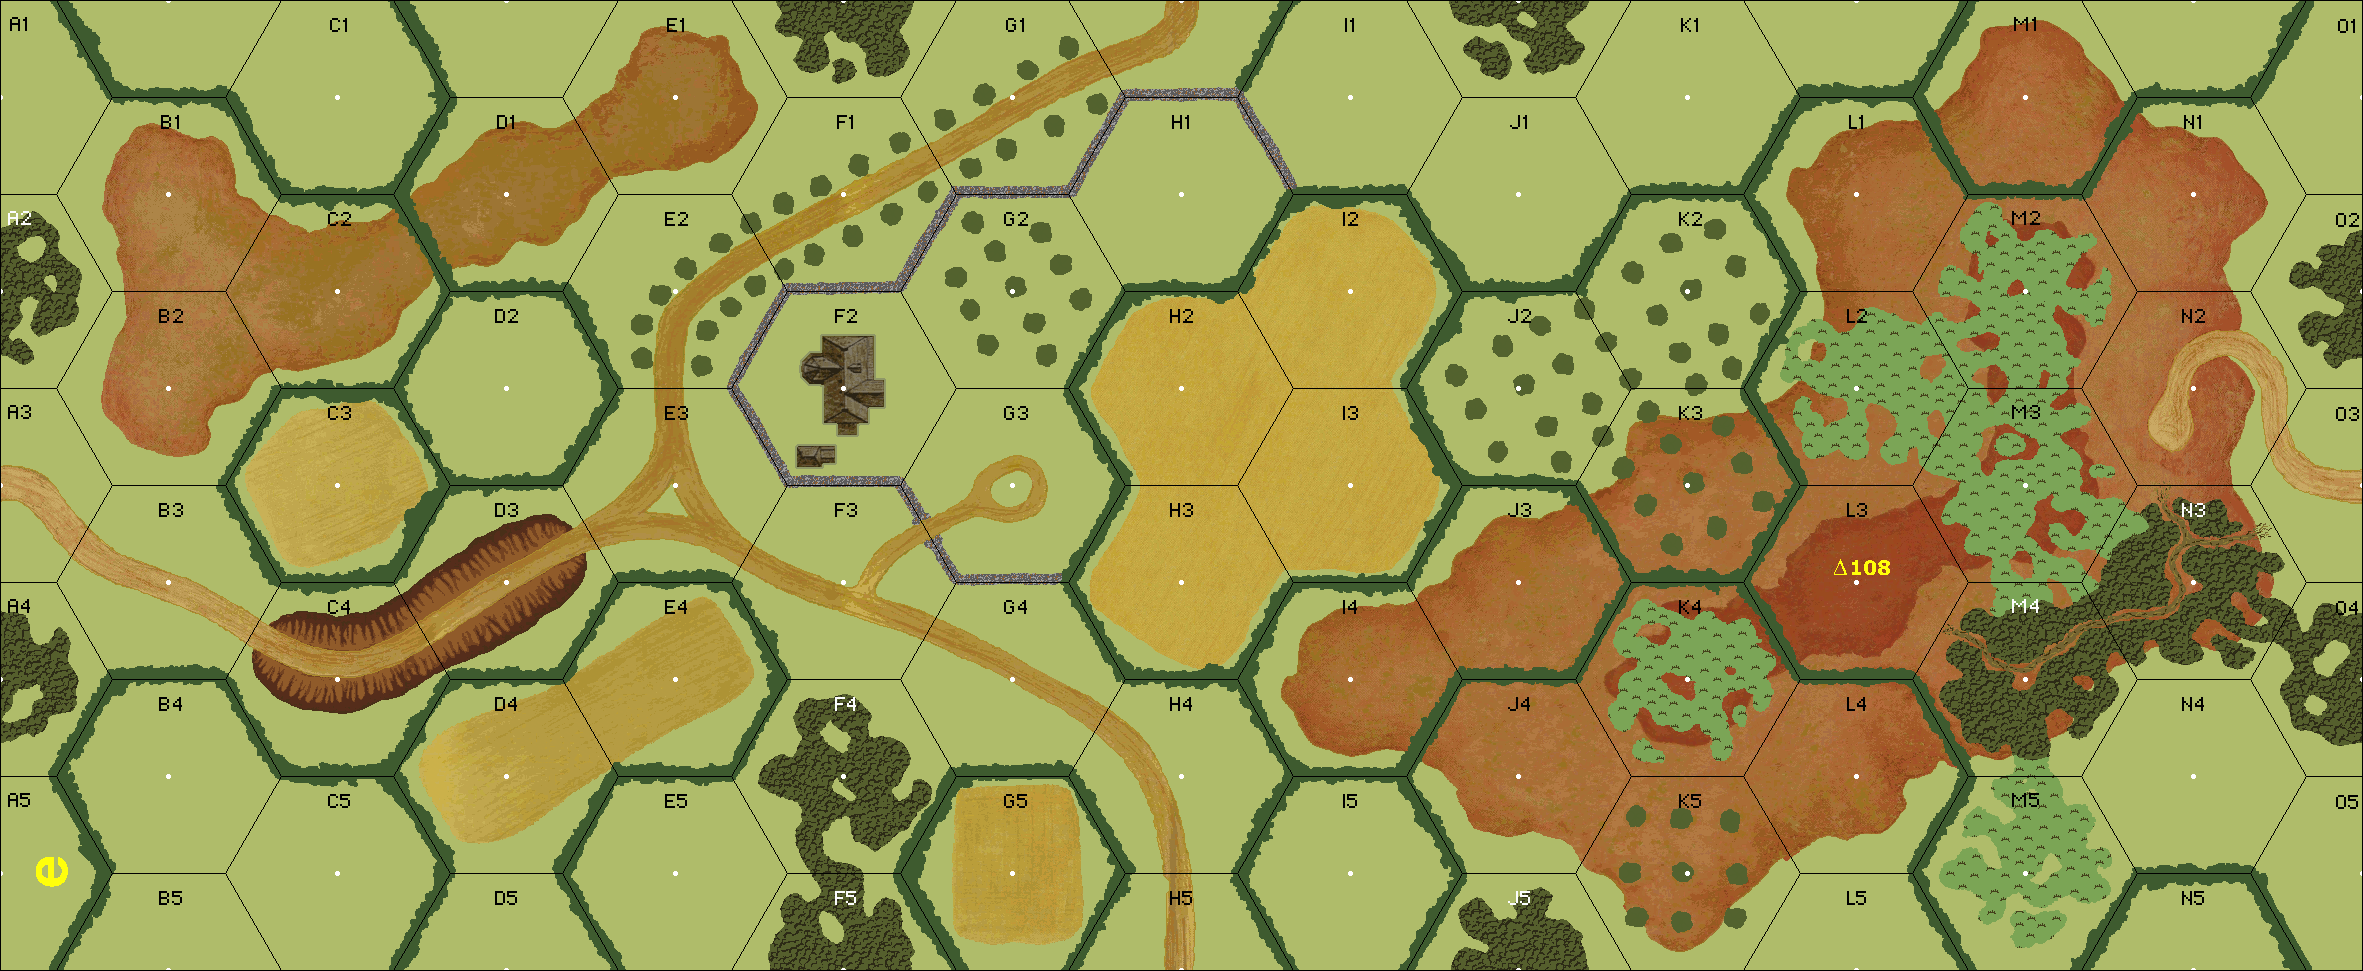 A1 C1 E1 G1 I1 K1 M1 O1
B1 D1 F1 H1 J1 L1 N1
A2 C2 E2 G2 I2 K2 M2 O2
B2 D2 F2 H2 J2 L2 N2
A3 C3 E3 G3 I3 K3 M3 O3
B3 D3 F3 H3 J3 L3 N3
Δ108
A4 C4 E4 G4 I4 K4 M4 O4
B4 D4 F4 H4 J4 L4 N4
A5 C5 E5 G5 I5 K5 M5 O5
e
B5 D5 F5 H5 J5 L5 N5